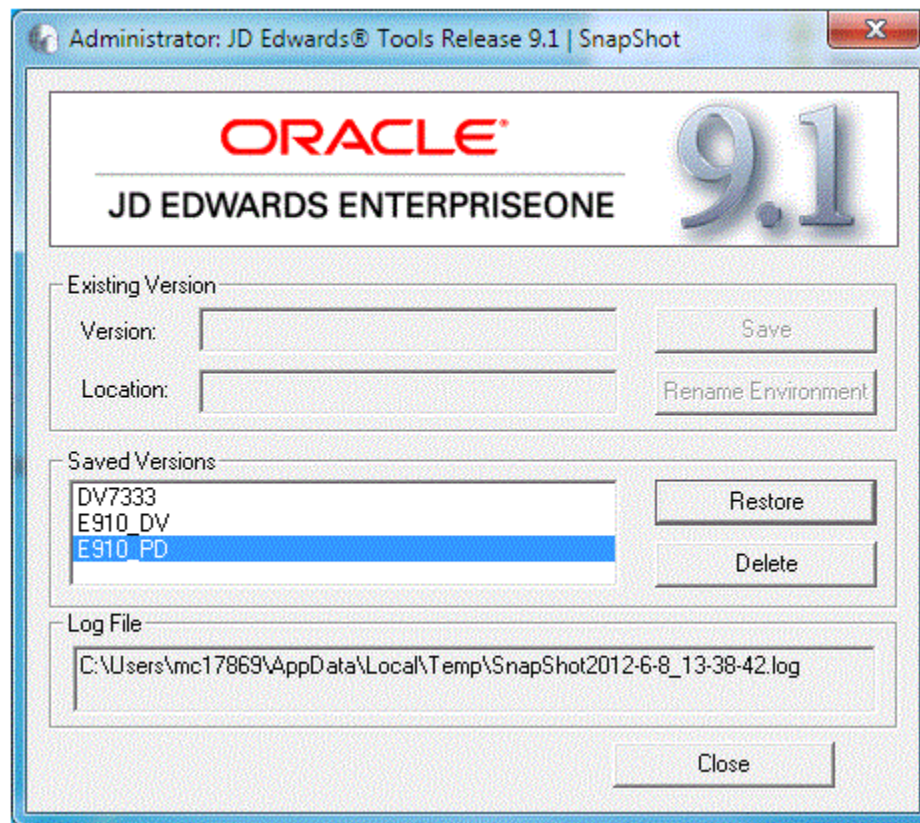 Administrator: JD Edwards® Tools Release 9.1 | SnapShot
ORACLE®
JD EDWARDS ENTERPRISEONE
9.1
Existing Version
Version:
Save
Location:
Rename Environment
Saved Versions
DV7333
E910_DV
E910_PD
Restore
Delete
Log File
C:\Users\mc17869\AppData\Local\Temp\SnapShot2012-6-8_13-38-42.log
Close